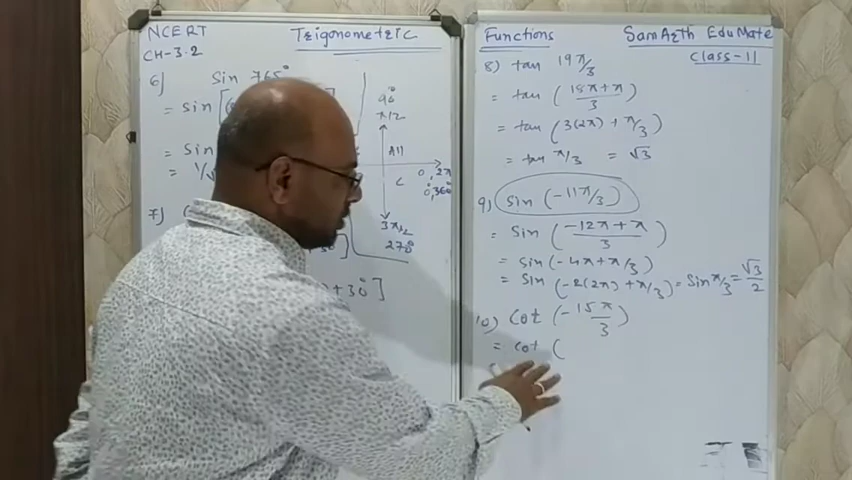 NCERT
CH-3.2
Trigonometric
6) Sin 765°
= Sin [
= Sin
= 1/√
7)
+30°]
90°
π/2
All
C
0, 2π
0°, 360°
3π/2
270°
Functions
SamArth EduMate
Class-11
8) tan 19π/3
= tan (18π+π/3)
= tan (3(2π) + π/3)
= tan π/3 = √3
9) Sin (-11π/3)
= Sin (-12π+π/3)
= Sin (-4π+π/3)
= Sin (-2(2π)+π/3) = Sin π/3 = √3/2
10) Cot (-15π/3)
= cot (